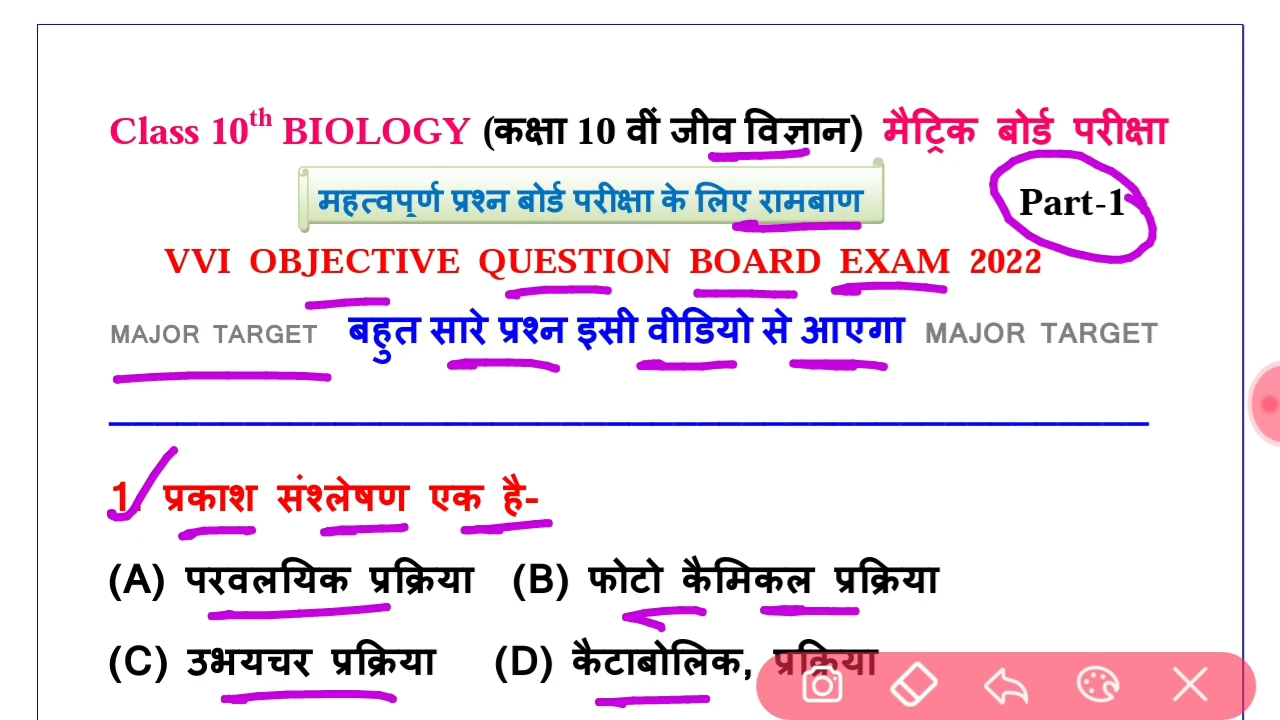 Class 10th BIOLOGY (कक्षा 10 वीं जीव विज्ञान) मैट्रिक बोर्ड परीक्षा
महत्वपूर्ण प्रश्न बोर्ड परीक्षा के लिए रामबाण Part-1
VVI OBJECTIVE QUESTION BOARD EXAM 2022
MAJOR TARGET बहुत सारे प्रश्न इसी वीडियो से आएगा MAJOR TARGET
1. प्रकाश संश्लेषण एक है-
(A) परवलयिक प्रक्रिया (B) फोटो कैमिकल प्रक्रिया
(C) उभयचर प्रक्रिया (D) कैटाबोलिक, प्रक्रिया